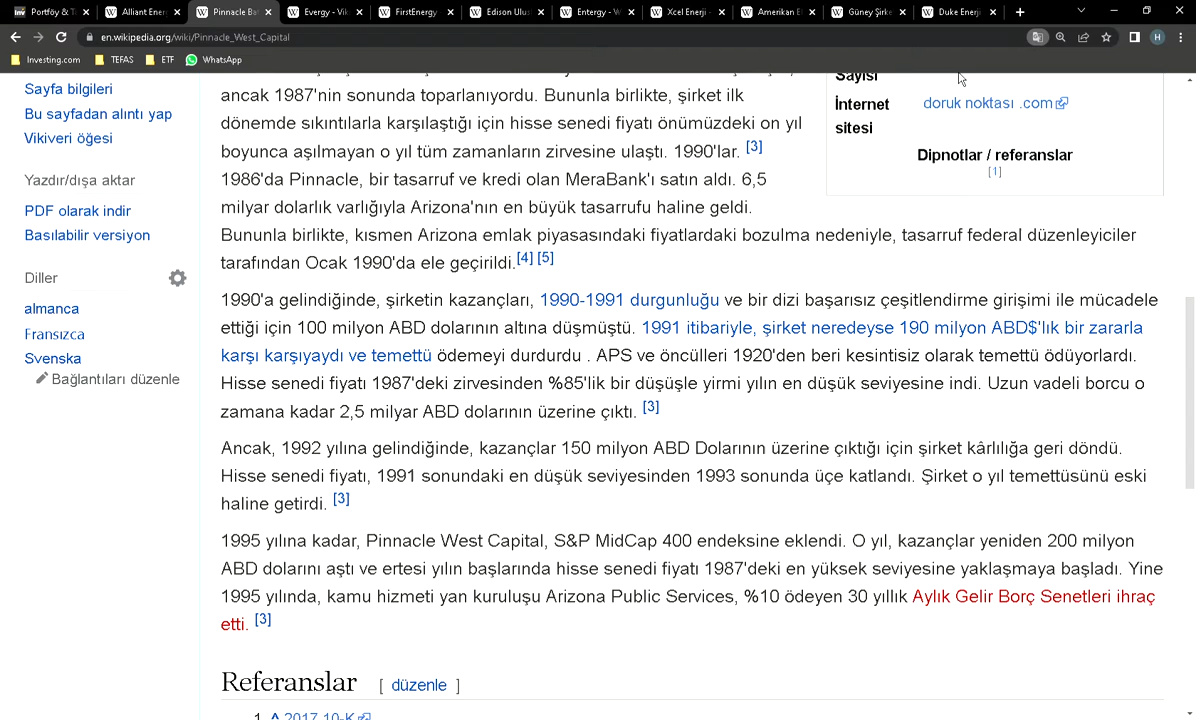 Portföy & T
Alliant Ener
Pinnacle Ba
Evergy - Vik
FirstEnergy
Edison Ulus
Entergy - W
Xcel Enerji -
Amerikan E
Güney Şirke
Duke Enerji
en.wikipedia.org/wiki/Pinnacle_West_Capital
H
Investing.com TEFAS ETF WhatsApp
Sayfa bilgileri
Bu sayfadan alıntı yap
Vikiveri öğesi
Yazdır/dışa aktar
PDF olarak indir
Basılabilir versiyon
Diller
almanca
Fransızca
Svenska
Bağlantıları düzenle
Sayısı
İnternet
sitesi
doruk noktası .com
Dipnotlar / referanslar
[1]
ancak 1987'nin sonunda toparlanıyordu. Bununla birlikte, şirket ilk
dönemde sıkıntılarla karşılaştığı için hisse senedi fiyatı önümüzdeki on yıl
boyunca aşılmayan o yıl tüm zamanların zirvesine ulaştı. 1990'lar. [3]
1986'da Pinnacle, bir tasarruf ve kredi olan MeraBank'ı satın aldı. 6,5
milyar dolarlık varlığıyla Arizona'nın en büyük tasarrufu haline geldi.
Bununla birlikte, kısmen Arizona emlak piyasasındaki fiyatlardaki bozulma nedeniyle, tasarruf federal düzenleyiciler
tarafından Ocak 1990'da ele geçirildi.[4] [5]
1990'a gelindiğinde, şirketin kazançları, 1990-1991 durgunluğu ve bir dizi başarısız çeşitlendirme girişimi ile mücadele
ettiği için 100 milyon ABD dolarının altına düşmüştü. 1991 itibariyle, şirket neredeyse 190 milyon ABD$'lık bir zararla
karşı karşıyaydı ve temettü ödemeyi durdurdu . APS ve öncülleri 1920'den beri kesintisiz olarak temettü ödüyorlardı.
Hisse senedi fiyatı 1987'deki zirvesinden %85'lik bir düşüşle yirmi yılın en düşük seviyesine indi. Uzun vadeli borcu o
zamana kadar 2,5 milyar ABD dolarının üzerine çıktı. [3]
Ancak, 1992 yılına gelindiğinde, kazançlar 150 milyon ABD Dolarının üzerine çıktığı için şirket kârlılığa geri döndü.
Hisse senedi fiyatı, 1991 sonundaki en düşük seviyesinden 1993 sonunda üçe katlandı. Şirket o yıl temettüsünü eski
haline getirdi. [3]
1995 yılına kadar, Pinnacle West Capital, S&P MidCap 400 endeksine eklendi. O yıl, kazançlar yeniden 200 milyon
ABD dolarını aştı ve ertesi yılın başlarında hisse senedi fiyatı 1987'deki en yüksek seviyesine yaklaşmaya başladı. Yine
1995 yılında, kamu hizmeti yan kuruluşu Arizona Public Services, %10 ödeyen 30 yıllık Aylık Gelir Borç Senetleri ihraç
etti. [3]
Referanslar [ düzenle ]
1. ^ 2017 10-K